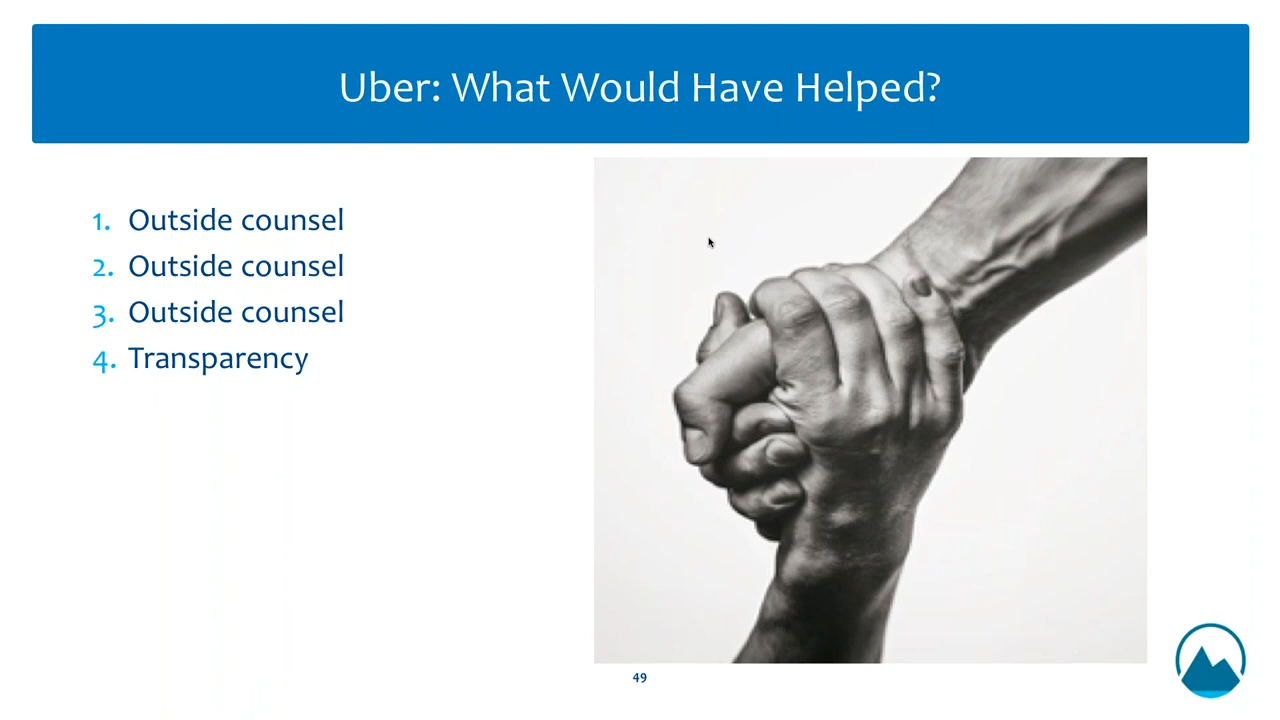 Uber: What Would Have Helped?
1. Outside counsel
2. Outside counsel
3. Outside counsel
4. Transparency
49